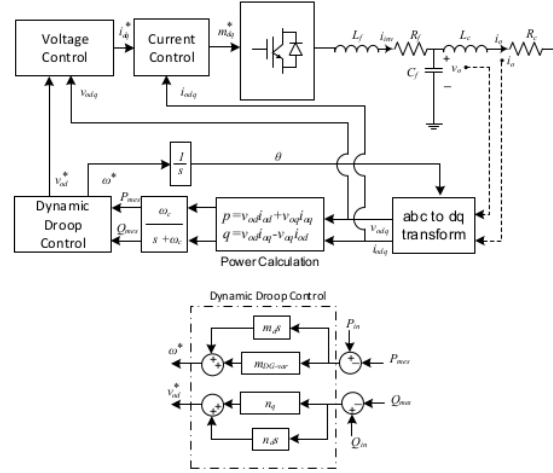 Voltage Control
i*dq
Current Control
m*dq
Lf
iinv
Rf
Lc
io
Rc
Cf
+
−
vo
io
vodq
iodq
v*od
ω*
1/s
θ
Dynamic Droop Control
Pmes
Qmes
ωc/s+ωc
p=vod iod+voq ioq
q=vod ioq-voq iod
vodq
iodq
abc to dq transform
Power Calculation
Dynamic Droop Control
mds
Pin
ω*
+
+
mDG-var
+
−
Pmes
v*od
+
+
nq
−
+
Qmes
nds
Qin